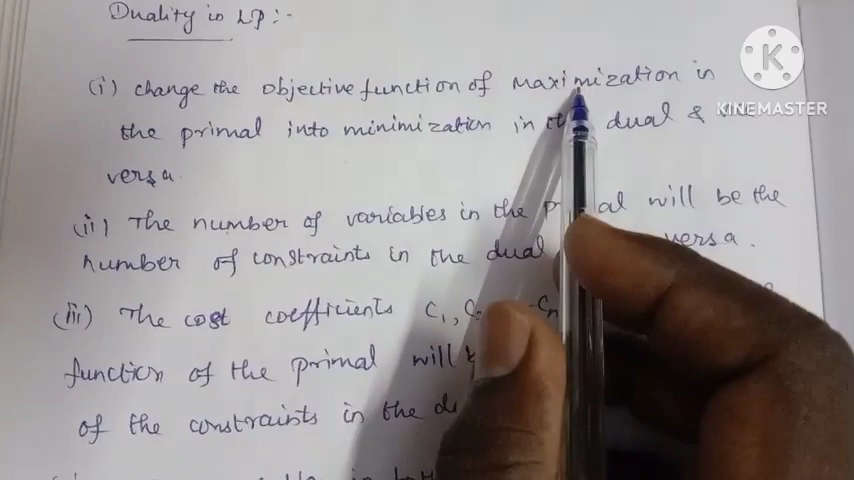 Duality in LP:-
(i) change the objective function of Maximization in
the primal into minimization in dual &
versa.
(ii) The number of variables in the will be the
number of constraints in the dual versa.
(iii) The cost coefficients C1,
function of the primal will
of the constraints in the
KINEMASTER